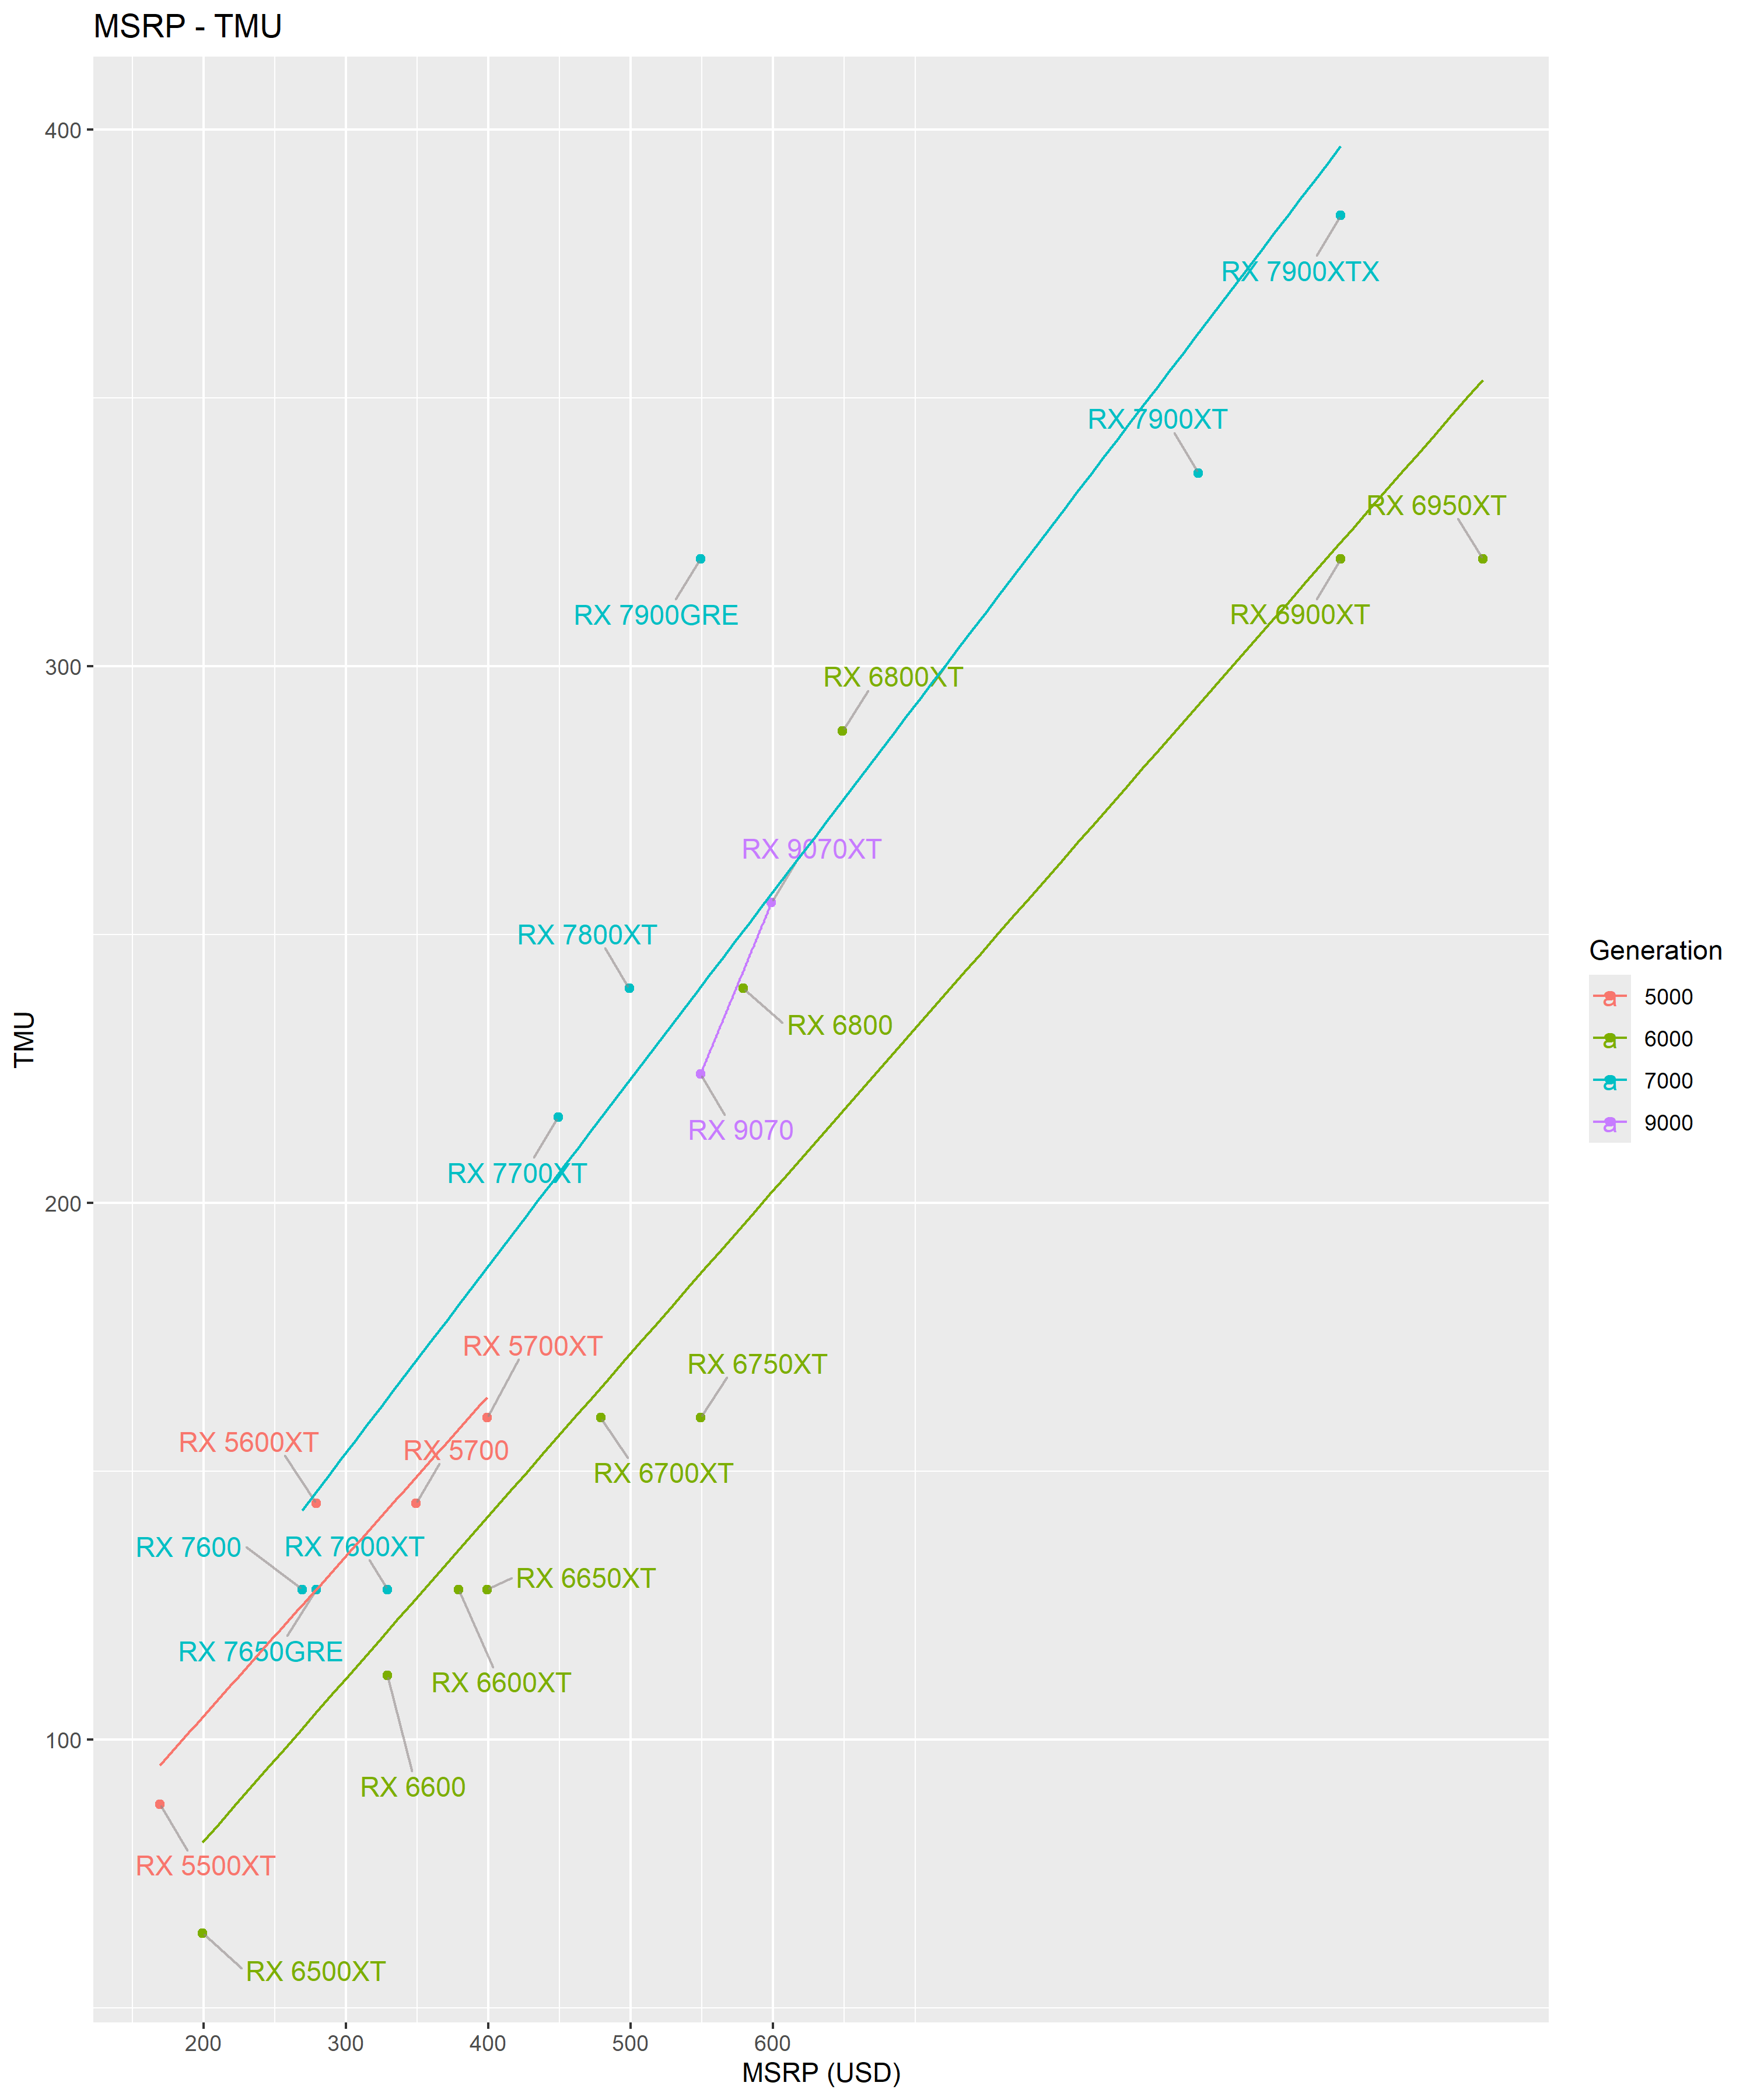 MSRP - TMU
400
RX 7900XTX
RX 7900XT
RX 6950XT
RX 7900GRE
RX 6900XT
300
RX 6800XT
RX 9070XT
RX 7800XT
RX 6800
RX 9070
RX 7700XT
200
RX 5700XT
RX 6750XT
RX 5600XT
RX 5700
RX 6700XT
RX 7600
RX 7600XT
RX 6650XT
RX 7650GRE
RX 6600XT
100
RX 6600
RX 5500XT
RX 6500XT
TMU
200 300 400 500 600
MSRP (USD)
Generation
a 5000
a 6000
a 7000
a 9000